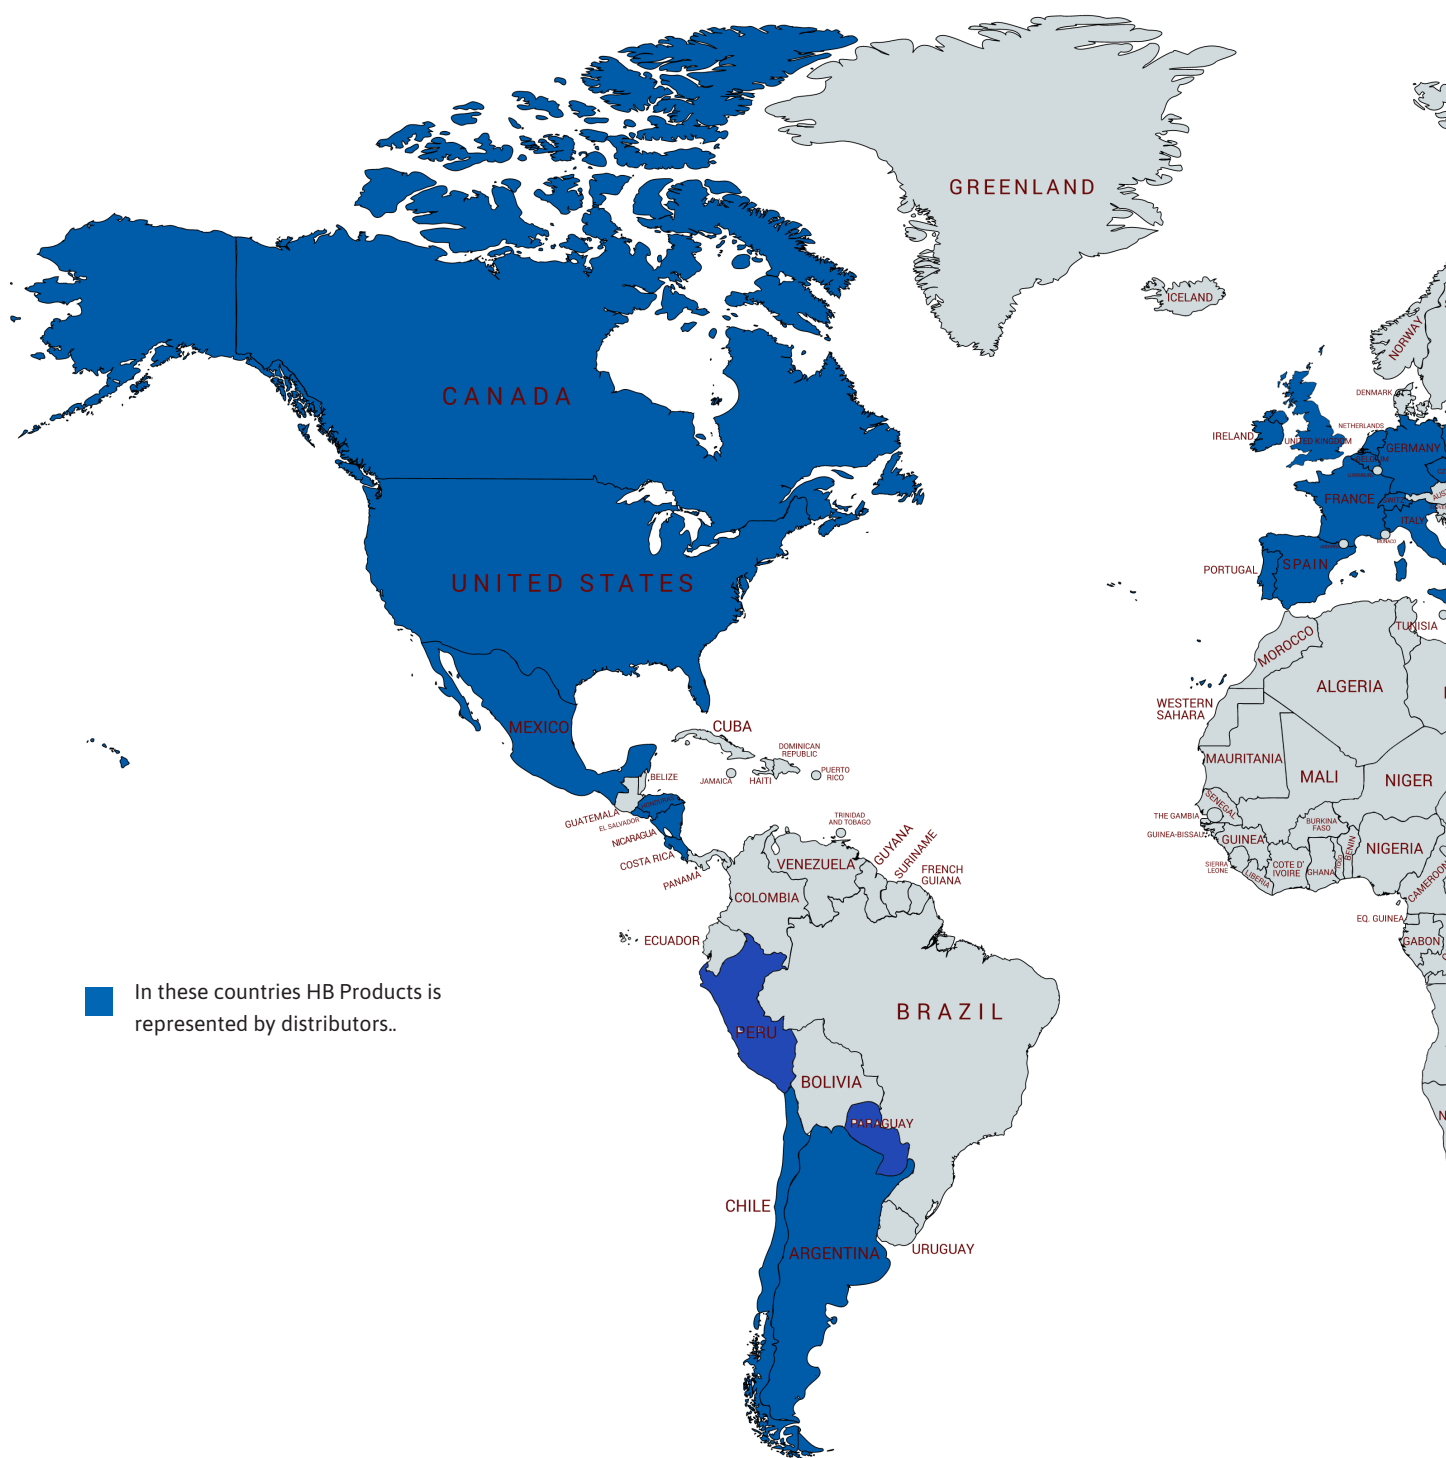 GREENLAND
ICELAND
NORWAY
CANADA
DENMARK
NETHERLANDS
IRELAND
UNITED KINGDOM
GERMANY
BELGIUM
FRANCE
SWITZ.
ITALY
MONACO
UNITED STATES
PORTUGAL
SPAIN
TUNISIA
MOROCCO
ALGERIA
WESTERN
SAHARA
MEXICO
CUBA
DOMINICAN
REPUBLIC
MAURITANIA
BELIZE
JAMAICA
HAITI
PUERTO
RICO
MALI
NIGER
HONDURAS
GUATEMALA
EL SALVADOR
NICARAGUA
COSTA RICA
PANAMA
TRINIDAD
AND TOBAGO
SENEGAL
THE GAMBIA
GUINEA-BISSAU
GUINEA
BURKINA
FASO
BENIN
TOGO
NIGERIA
SIERRA
LEONE
LIBERIA
COTE D'
IVOIRE
GHANA
CAMEROON
VENEZUELA
GUYANA
SURINAME
FRENCH
GUIANA
COLOMBIA
EQ. GUINEA
GABON
ECUADOR
In these countries HB Products is
represented by distributors..
BRAZIL
PERU
BOLIVIA
PARAGUAY
CHILE
ARGENTINA
URUGUAY